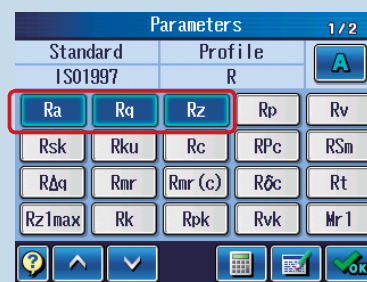 Parameters 1/2
Standard Profile A
ISO1997 R
Ra Rq Rz Rp Rv
Rsk Rku Rc RPc RSm
RΔq Rmr Rmr(c) Rδc Rt
Rz1max Rk Rpk Rvk Mr1
? OK